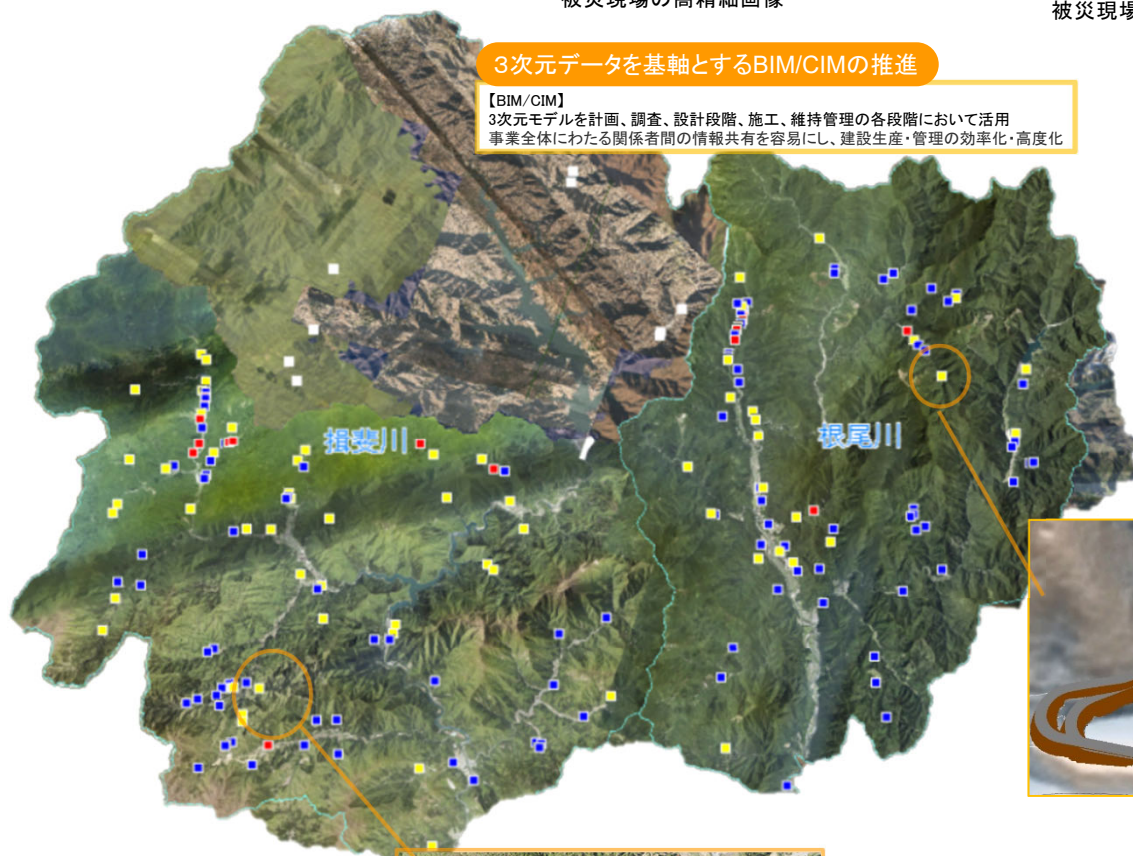 被災現場の高精細画像
被災現場
3次元データを基軸とするBIM/CIMの推進
【BIM/CIM】
3次元モデルを計画、調査、設計段階、施工、維持管理の各段階において活用
事業全体にわたる関係者間の情報共有を容易にし、建設生産・管理の効率化・高度化
揖斐川
根尾川